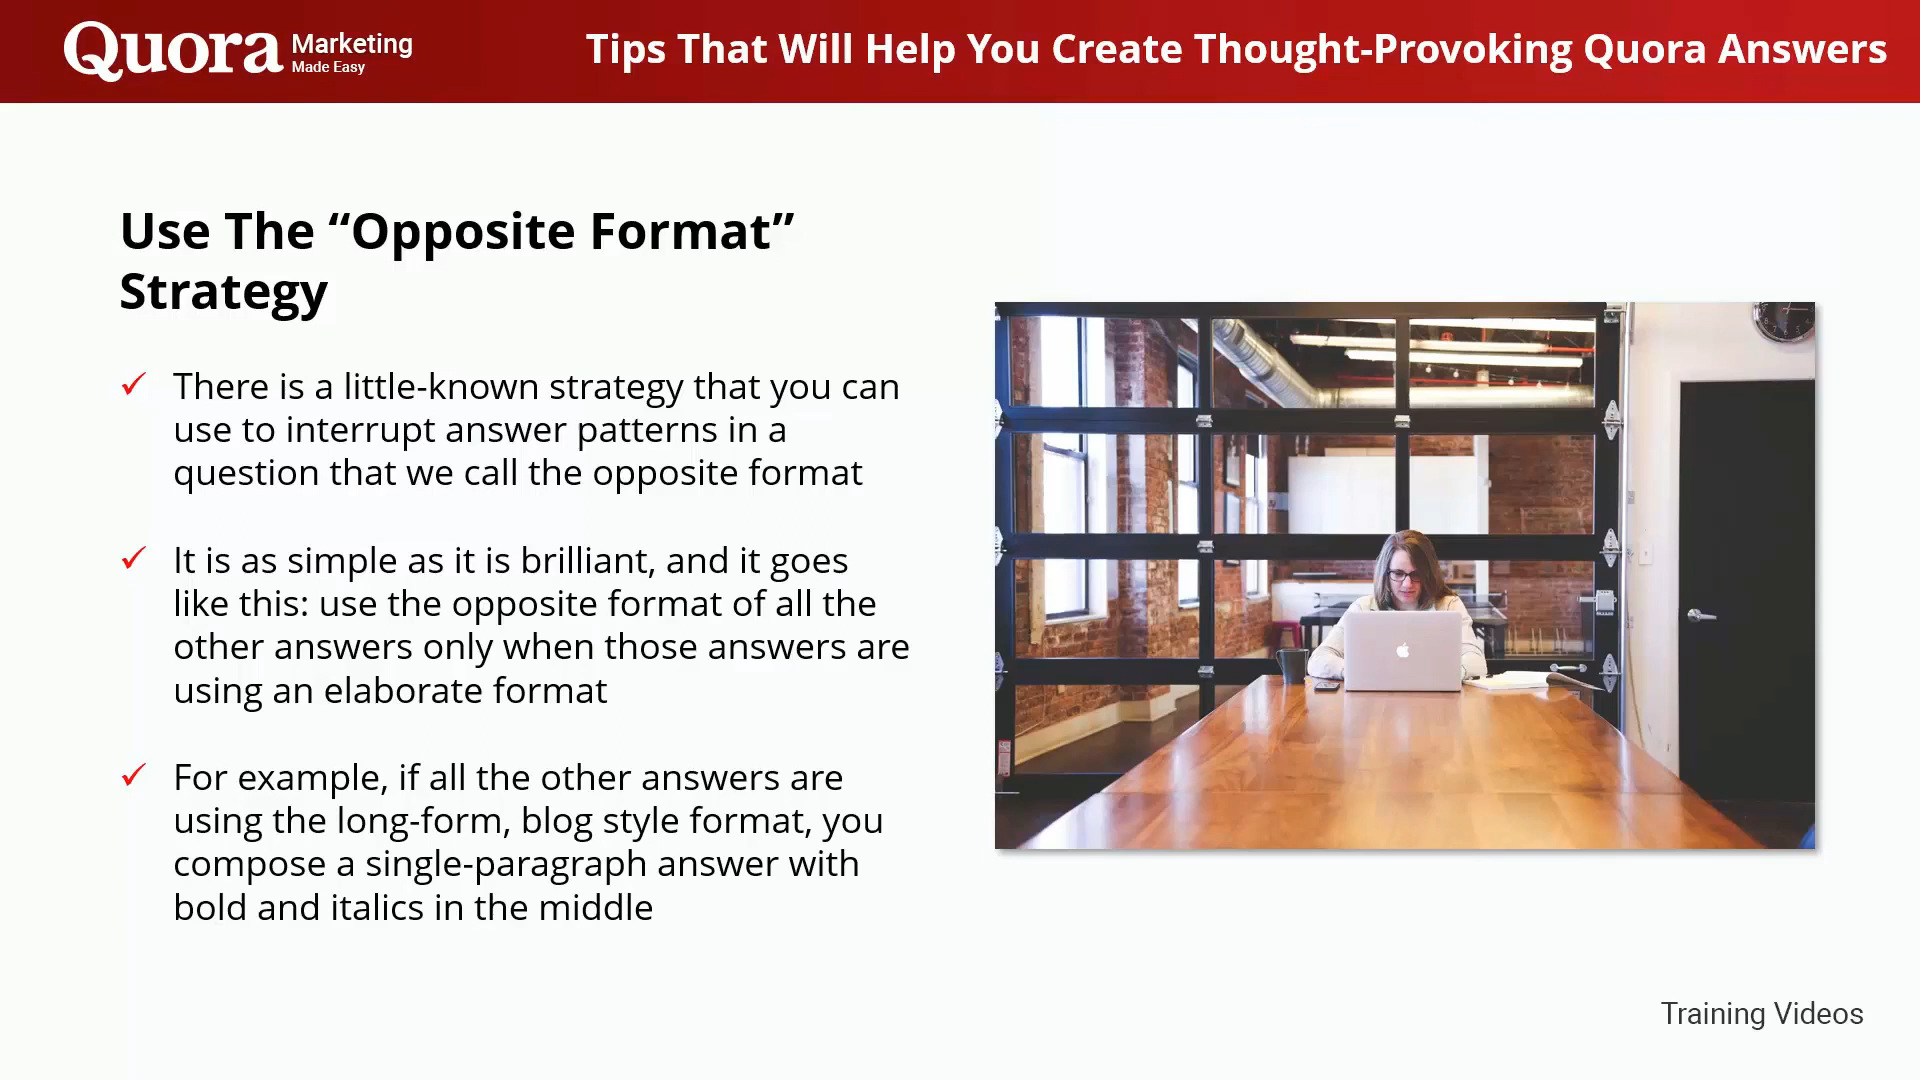 Quora Marketing
Made Easy
Tips That Will Help You Create Thought-Provoking Quora Answers
Use The “Opposite Format”
Strategy
There is a little-known strategy that you can
use to interrupt answer patterns in a
question that we call the opposite format
It is as simple as it is brilliant, and it goes
like this: use the opposite format of all the
other answers only when those answers are
using an elaborate format
For example, if all the other answers are
using the long-form, blog style format, you
compose a single-paragraph answer with
bold and italics in the middle
Training Videos